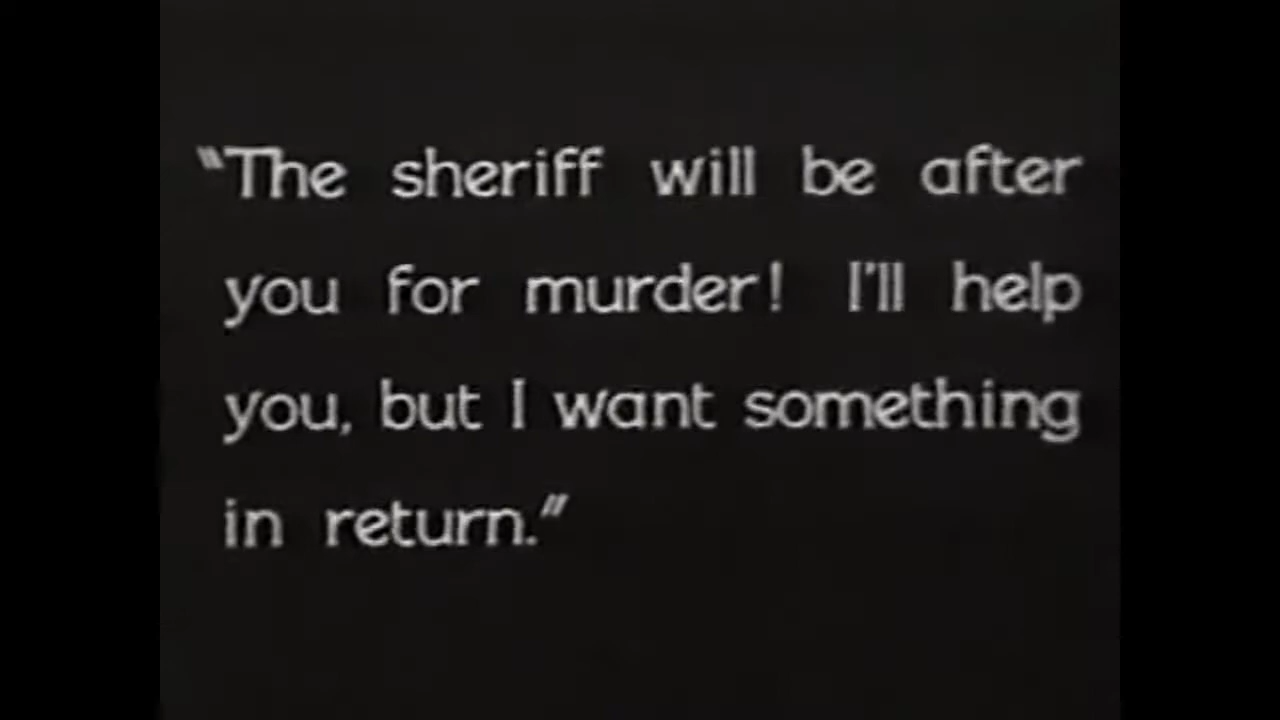 "The sheriff will be after
you for murder! I'll help
you, but I want something
in return."